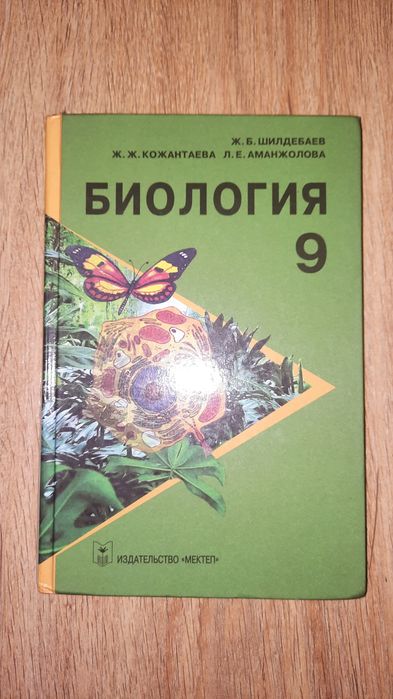 Ж. Б. ШИЛДЕБАЕВ
Ж. Ж. КОЖАНТАЕВА Л. Е. АМАНЖОЛОВА
БИОЛОГИЯ
9
ИЗДАТЕЛЬСТВО «МЕКТЕП»